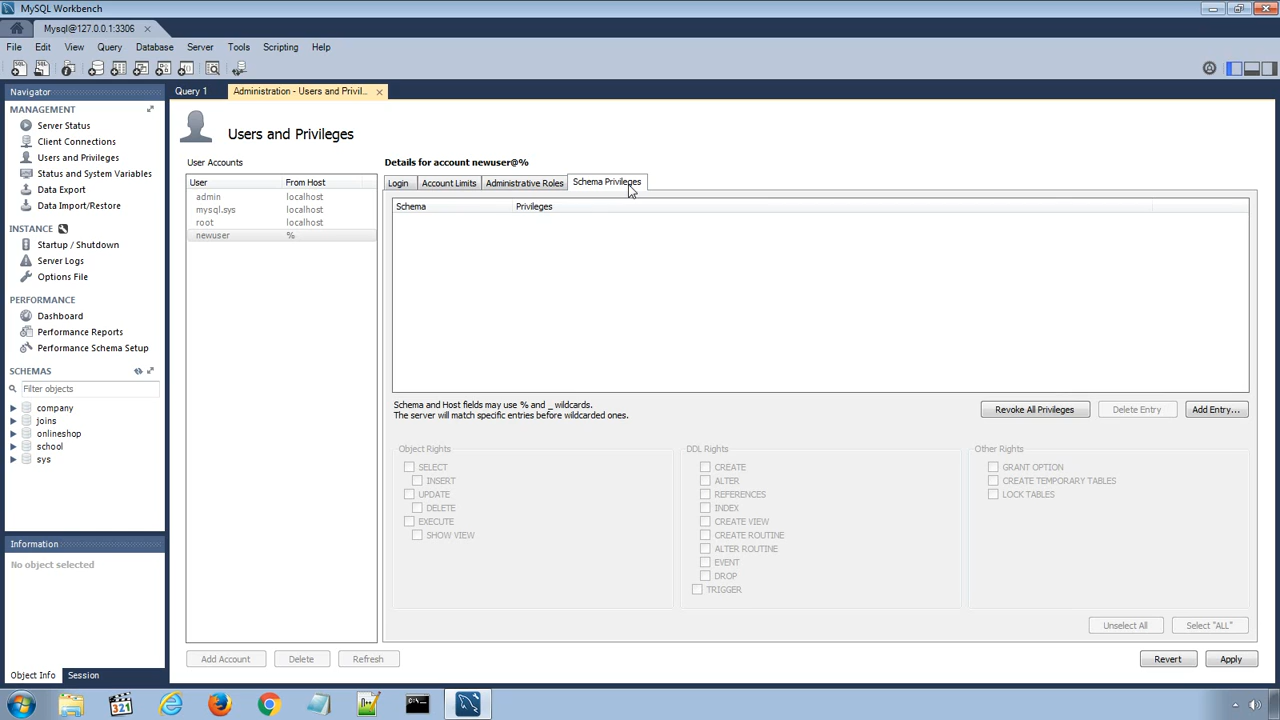 MySQL Workbench
Mysql@127.0.0.1:3306
File Edit View Query Database Server Tools Scripting Help
Navigator
MANAGEMENT
Server Status
Client Connections
Users and Privileges
Status and System Variables
Data Export
Data Import/Restore
INSTANCE
Startup / Shutdown
Server Logs
Options File
PERFORMANCE
Dashboard
Performance Reports
Performance Schema Setup
SCHEMAS
Filter objects
company
joins
onlineshop
school
sys
Information
No object selected
Object Info Session
Query 1 Administration - Users and Privil...
Users and Privileges
User Accounts
User From Host
admin localhost
mysql.sys localhost
root localhost
newuser %
Add Account Delete Refresh
Details for account newuser@%
Login Account Limits Administrative Roles Schema Privileges
Schema Privileges
Schema and Host fields may use % and _ wildcards.
The server will match specific entries before wildcarded ones.
Revoke All Privileges Delete Entry Add Entry...
Object Rights
SELECT
INSERT
UPDATE
DELETE
EXECUTE
SHOW VIEW
DDL Rights
CREATE
ALTER
REFERENCES
INDEX
CREATE VIEW
CREATE ROUTINE
ALTER ROUTINE
EVENT
DROP
TRIGGER
Other Rights
GRANT OPTION
CREATE TEMPORARY TABLES
LOCK TABLES
Unselect All Select "ALL"
Revert Apply